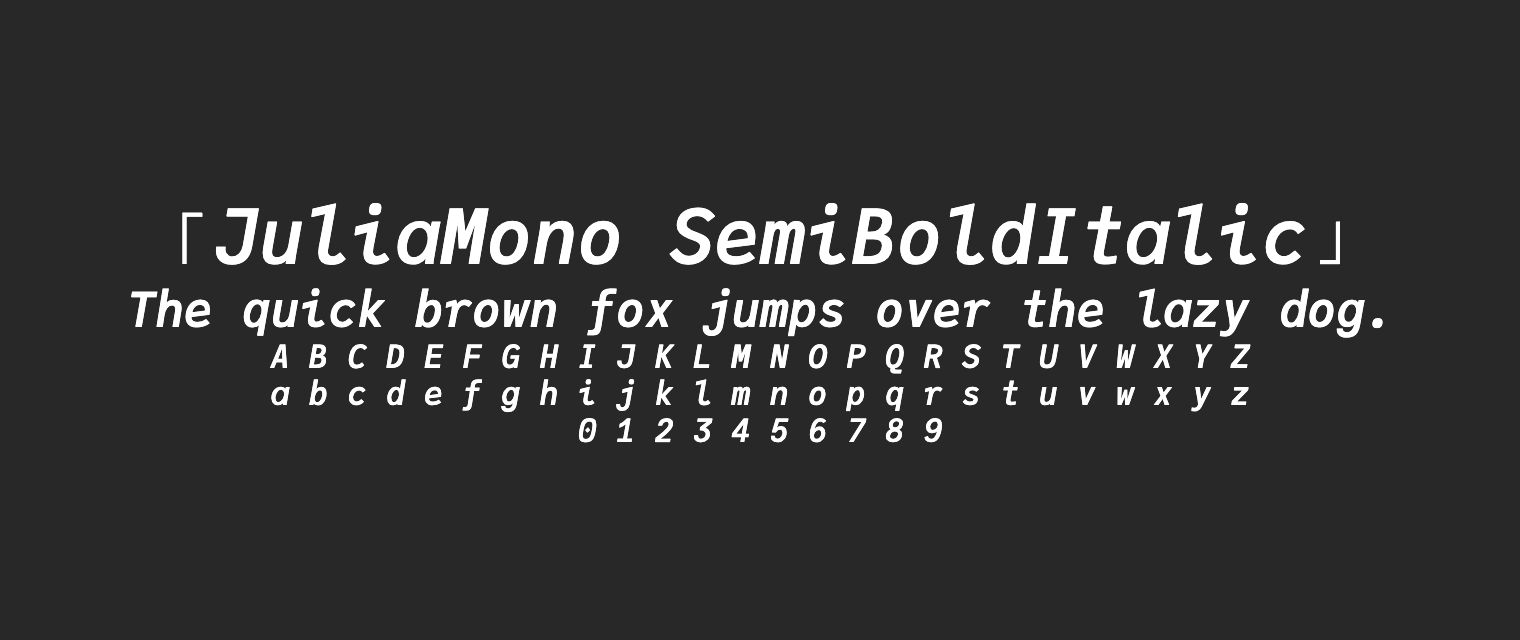 「JuliaMono SemiBoldItalic」
The quick brown fox jumps over the lazy dog.
A B C D E F G H I J K L M N O P Q R S T U V W X Y Z
a b c d e f g h i j k l m n o p q r s t u v w x y z
0 1 2 3 4 5 6 7 8 9